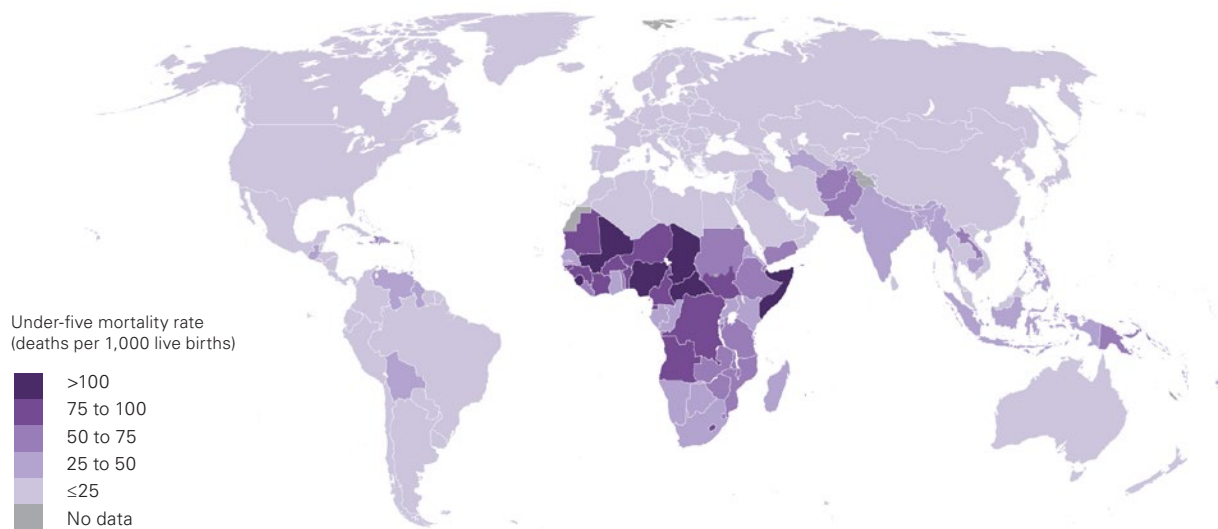 Under-five mortality rate
(deaths per 1,000 live births)
>100
75 to 100
50 to 75
25 to 50
≤25
No data